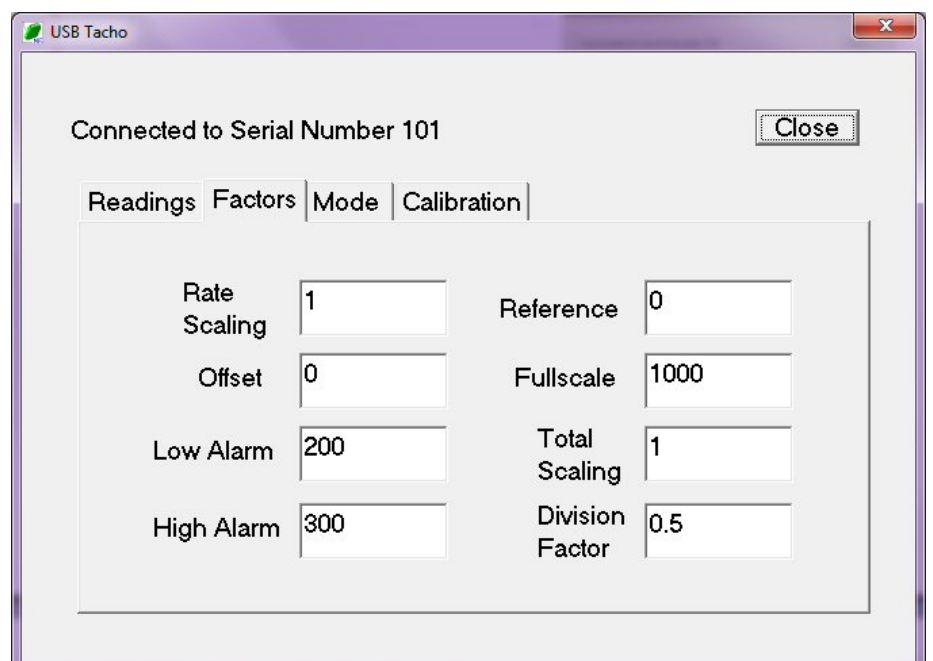 USB Tacho
Connected to Serial Number 101
Close
Readings Factors Mode Calibration
Rate
Scaling
1
Reference
0
Offset
0
Fullscale
1000
Low Alarm
200
Total
Scaling
1
High Alarm
300
Division
Factor
0.5